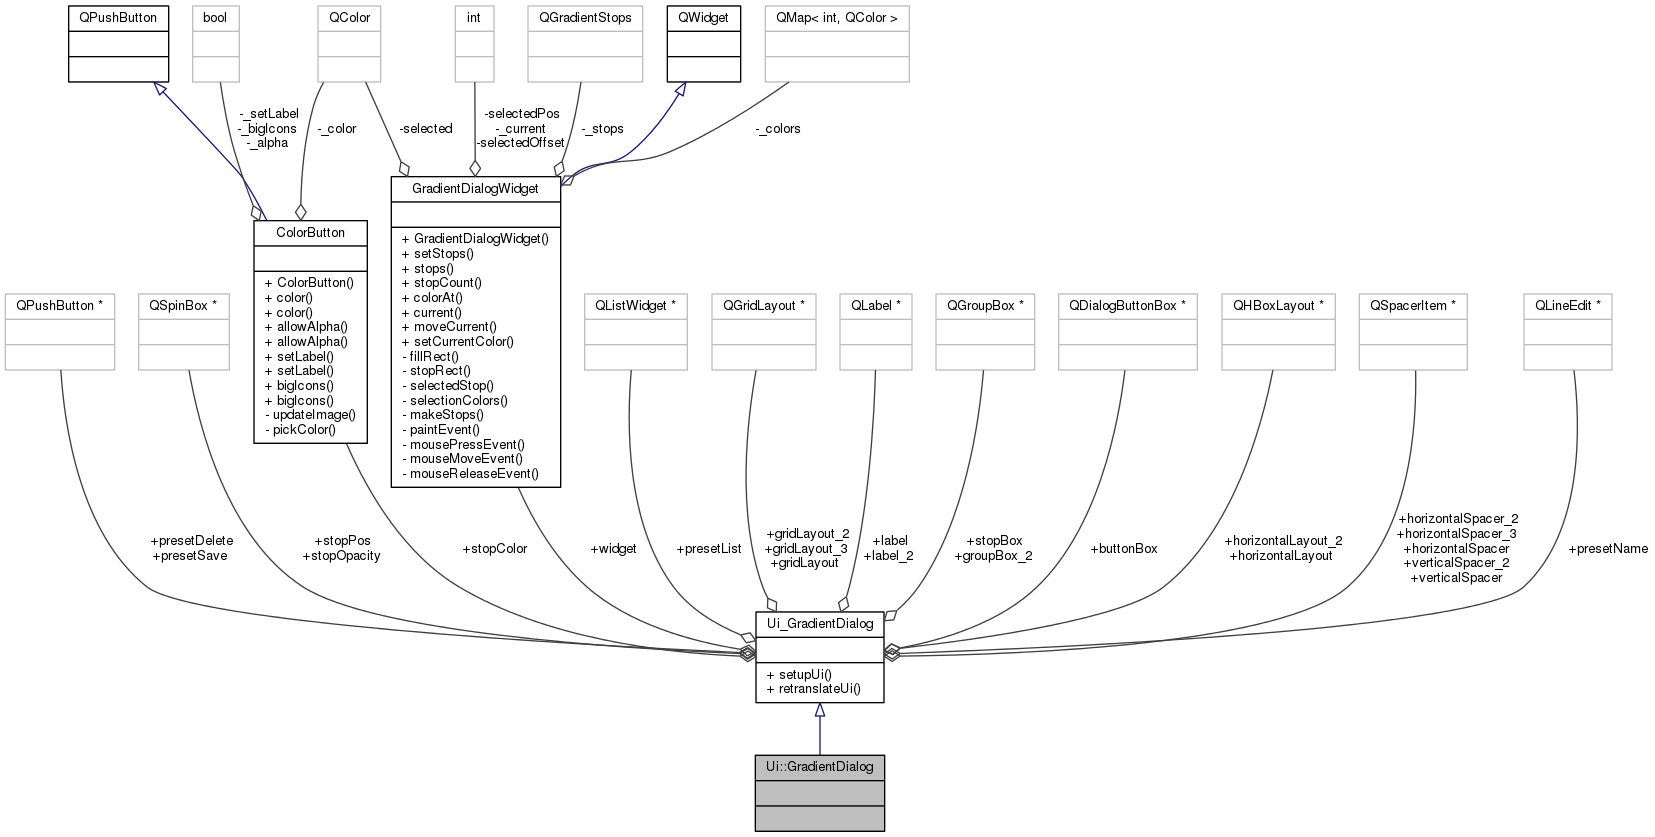 QPushButton
bool
QColor
int
QGradientStops
QWidget
QMap< int, QColor >
-_setLabel
-_bigIcons
-_alpha
-_color
-selected
-selectedPos
-_current
-selectedOffset
-_stops
-_colors
ColorButton
+ ColorButton()
+ color()
+ color()
+ allowAlpha()
+ allowAlpha()
+ setLabel()
+ setLabel()
+ bigIcons()
+ bigIcons()
- updateImage()
- pickColor()
GradientDialogWidget
+ GradientDialogWidget()
+ setStops()
+ stops()
+ stopCount()
+ colorAt()
+ current()
+ moveCurrent()
+ setCurrentColor()
- fillRect()
- stopRect()
- selectedStop()
- selectionColors()
- makeStops()
- paintEvent()
- mousePressEvent()
- mouseMoveEvent()
- mouseReleaseEvent()
QPushButton *
QSpinBox *
QListWidget *
QGridLayout *
QLabel *
QGroupBox *
QDialogButtonBox *
QHBoxLayout *
QSpacerItem *
QLineEdit *
+presetDelete
+presetSave
+stopPos
+stopOpacity
+stopColor
+widget
+presetList
+gridLayout_2
+gridLayout_3
+gridLayout
+label
+label_2
+stopBox
+groupBox_2
+buttonBox
+horizontalLayout_2
+horizontalLayout
+horizontalSpacer_2
+horizontalSpacer_3
+horizontalSpacer
+verticalSpacer_2
+verticalSpacer
+presetName
Ui_GradientDialog
+ setupUi()
+ retranslateUi()
Ui::GradientDialog